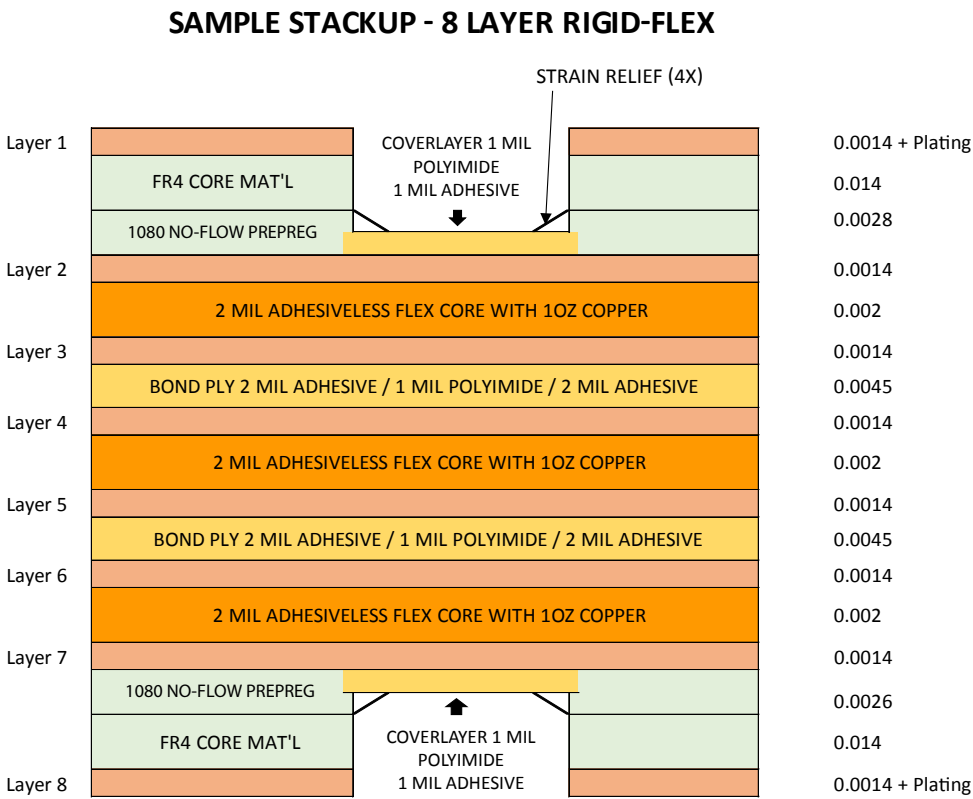 SAMPLE STACKUP - 8 LAYER RIGID-FLEX
STRAIN RELIEF (4X)
Layer 1
COVERLAYER 1 MIL
POLYIMIDE
1 MIL ADHESIVE
0.0014 + Plating
FR4 CORE MAT'L
0.014
1080 NO-FLOW PREPREG
0.0028
Layer 2
0.0014
2 MIL ADHESIVELESS FLEX CORE WITH 1OZ COPPER
0.002
Layer 3
0.0014
BOND PLY 2 MIL ADHESIVE / 1 MIL POLYIMIDE / 2 MIL ADHESIVE
0.0045
Layer 4
0.0014
2 MIL ADHESIVELESS FLEX CORE WITH 1OZ COPPER
0.002
Layer 5
0.0014
BOND PLY 2 MIL ADHESIVE / 1 MIL POLYIMIDE / 2 MIL ADHESIVE
0.0045
Layer 6
0.0014
2 MIL ADHESIVELESS FLEX CORE WITH 1OZ COPPER
0.002
Layer 7
0.0014
1080 NO-FLOW PREPREG
0.0026
FR4 CORE MAT'L
0.014
COVERLAYER 1 MIL
POLYIMIDE
1 MIL ADHESIVE
Layer 8
0.0014 + Plating